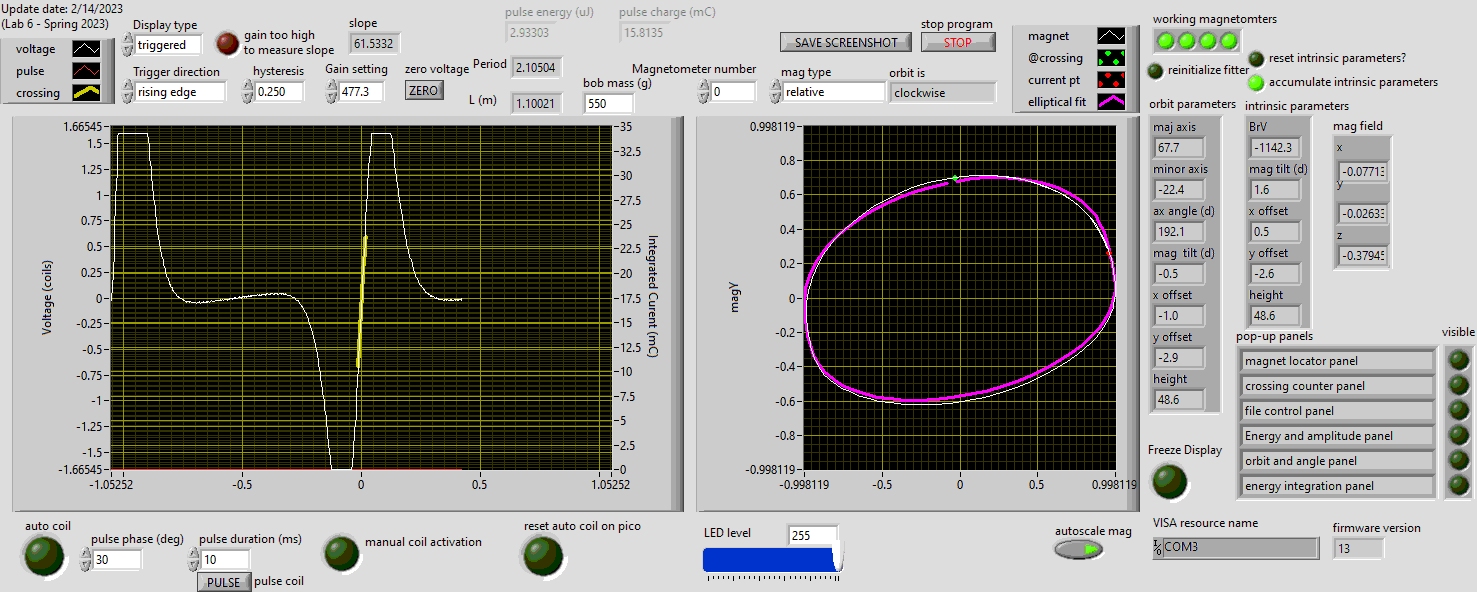 Update date: 2/14/2023
(Lab 6 - Spring 2023)
voltage
pulse
crossing
Display type
triggered
gain too high
to measure slope
slope
61.5332
Trigger direction
rising edge
hysteresis
0.250
Gain setting
477.3
zero voltage
ZERO
pulse energy (uJ)
2.93303
pulse charge (mC)
15.8135
Period
2.10504
L (m)
1.10021
bob mass (g)
550
Magnetometer number
0
mag type
relative
orbit is
clockwise
SAVE SCREENSHOT
stop program
STOP
magnet
@crossing
current pt
elliptical fit
working magnetomters
reinitialize fitter
reset intrinsic parameters?
accumulate intrinsic parameters
orbit parameters
maj axis
67.7
minor axis
-22.4
ax angle (d)
192.1
mag tilt (d)
-0.5
x offset
-1.0
y offset
-2.9
height
48.6
intrinsic parameters
BrV
-1142.3
mag tilt (d)
1.6
x offset
0.5
y offset
-2.6
height
48.6
mag field
x
-0.0771
y
-0.0263
z
-0.37945
Voltage (coils)
1.66545
1.5
1.25
1
0.75
0.5
0.25
0
-0.25
-0.5
-0.75
-1
-1.25
-1.5
-1.66545
-1.05252
-0.5
0
0.5
1.05252
35
32.5
30
27.5
25
22.5
20
17.5
15
12.5
10
7.5
5
2.5
0
Integrated Curent (mC)
magy
0.998119
0.8
0.6
0.4
0.2
0
-0.2
-0.4
-0.6
-0.8
-0.998119
-0.998119
-0.5
0
0.5
0.998119
pop-up panels
visible
magnet locator panel
crossing counter panel
file control panel
Energy and amplitude panel
orbit and angle panel
energy integration panel
Freeze Display
auto coil
pulse phase (deg)
30
pulse duration (ms)
10
PULSE
pulse coil
manual coil activation
reset auto coil on pico
LED level
255
autoscale mag
VISA resource name
COM3
firmware version
13